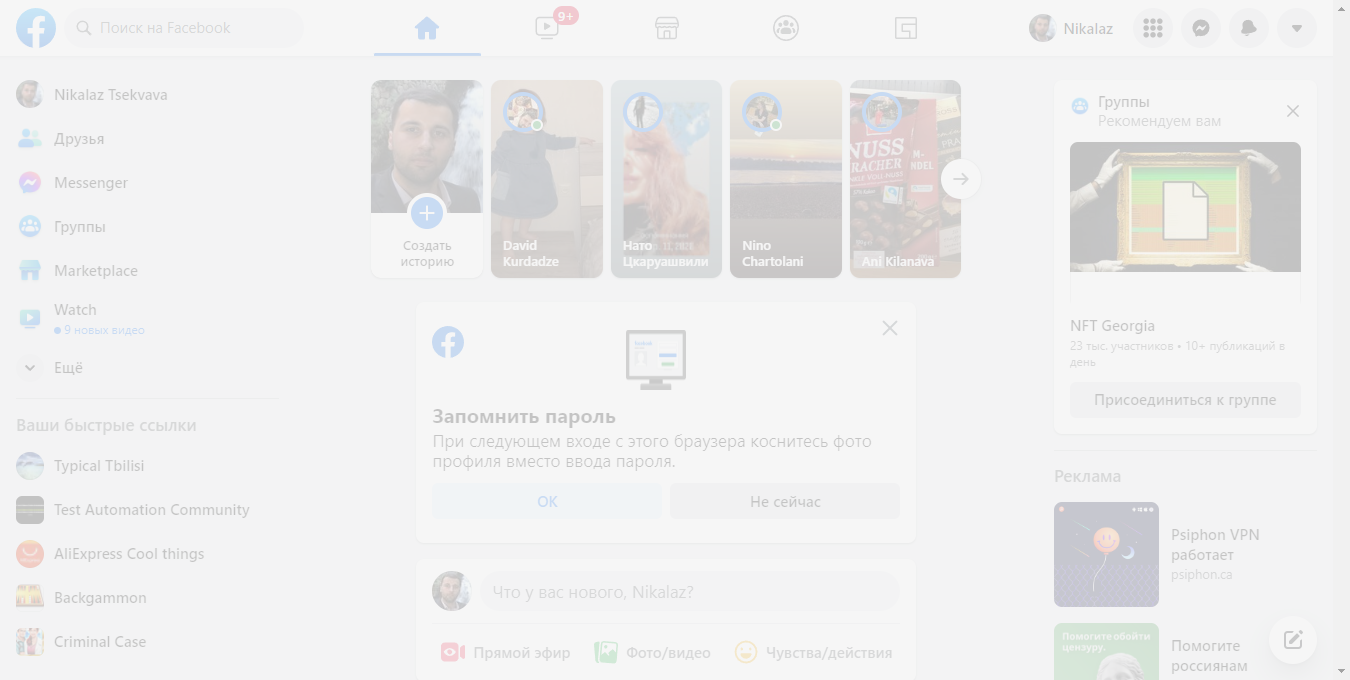 Поиск на Facebook
9+
Nikalaz
Nikalaz Tsekvava
Друзья
Messenger
Группы
Marketplace
Watch
9 новых видео
Ещё
Ваши быстрые ссылки
Typical Tbilisi
Test Automation Community
AliExpress Cool things
Backgammon
Criminal Case
Создать
историю
David
Kurdadze
Нато
Цкаруашвили
Nino
Chartolani
NUSS
Ani Kilanava
Запомнить пароль
При следующем входе с этого браузера коснитесь фото
профиля вместо ввода пароля.
OK
Не сейчас
Что у вас нового, Nikalaz?
Прямой эфир
Фото/видео
Чувства/действия
Группы
Рекомендуем вам
NFT Georgia
23 тыс. участников • 10+ публикаций в
день
Присоединиться к группе
Реклама
Psiphon VPN
работает
psiphon.ca
Помогите обойти
цензуру.
Помогите
россиянам